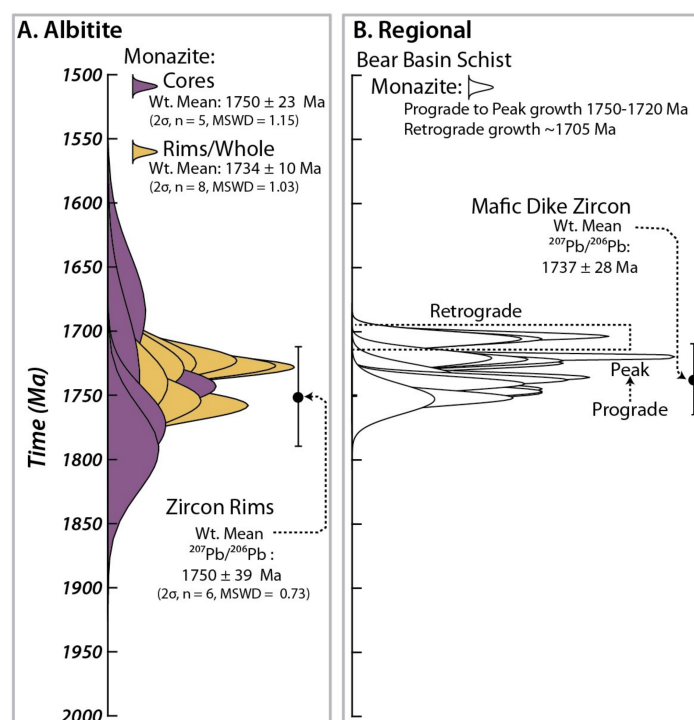 A. Albitite
Monazite:
Cores
Wt. Mean: 1750 ± 23 Ma
(2σ, n = 5, MSWD = 1.15)
Rims/Whole
Wt. Mean: 1734 ± 10 Ma
(2σ, n = 8, MSWD = 1.03)
Zircon Rims
Wt. Mean
²⁰⁷Pb/²⁰⁶Pb :
1750 ± 39 Ma
(2σ, n = 6, MSWD = 0.73)
Time (Ma)
1500
1550
1600
1650
1700
1750
1800
1850
1900
1950
2000
B. Regional
Bear Basin Schist
Monazite:
Prograde to Peak growth 1750-1720 Ma
Retrograde growth ~1705 Ma
Mafic Dike Zircon
Wt. Mean
²⁰⁷Pb/²⁰⁶Pb:
1737 ± 28 Ma
Retrograde
Peak
Prograde